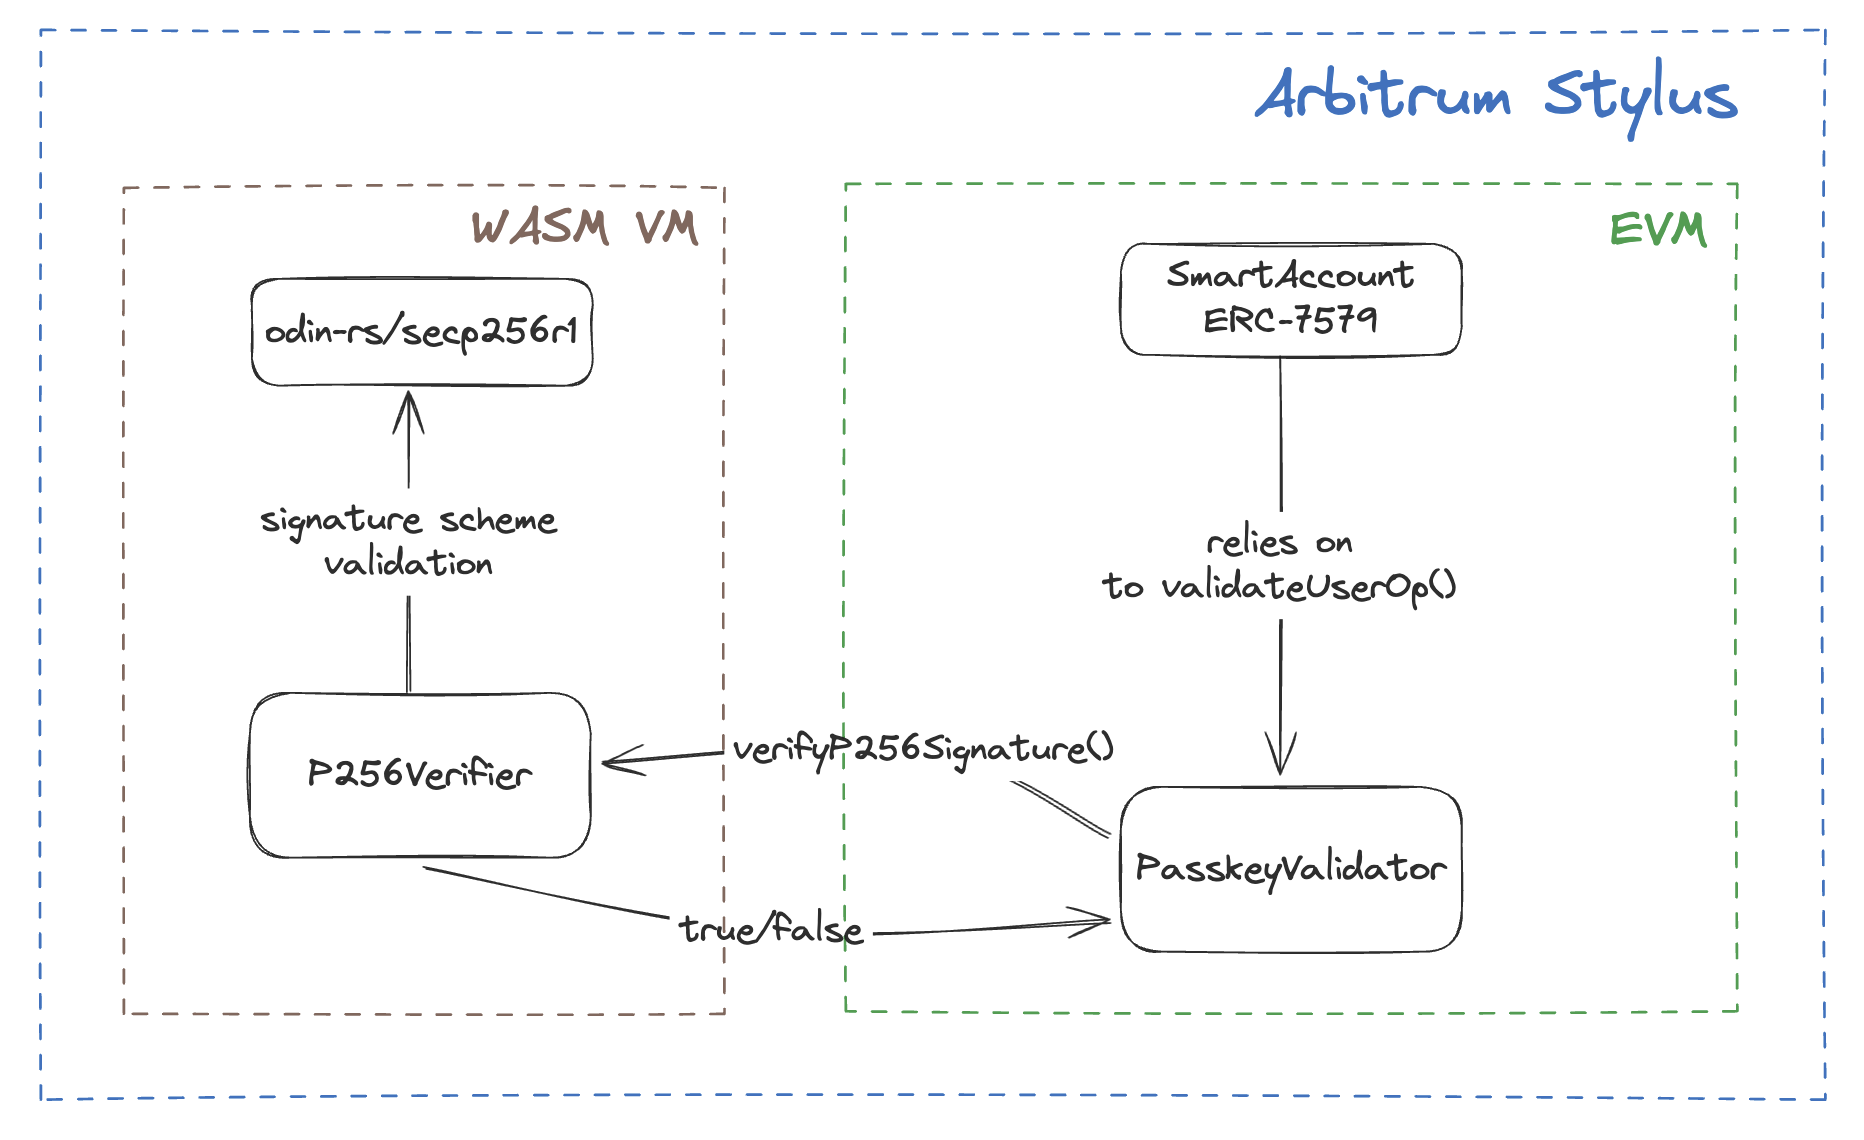 Arbitrum Stylus
WASM VM
EVM
odin-rs/secp256r1
SmartAccount
ERC-7579
signature scheme
validation
relies on
to validateUserOp()
P256Verifier
verifyP256Signature()
PasskeyValidator
true/false